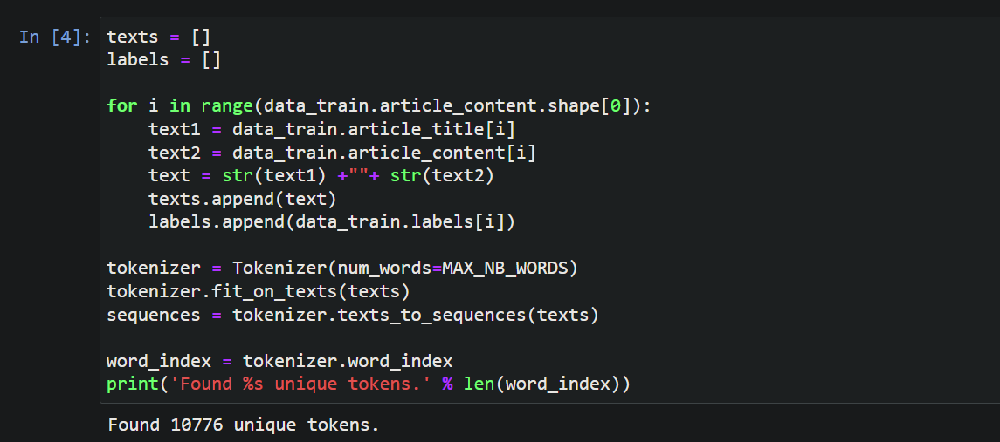 In [4]: texts = []
labels = []
for i in range(data_train.article_content.shape[0]):
    text1 = data_train.article_title[i]
    text2 = data_train.article_content[i]
    text = str(text1) +""+ str(text2)
    texts.append(text)
    labels.append(data_train.labels[i])
tokenizer = Tokenizer(num_words=MAX_NB_WORDS)
tokenizer.fit_on_texts(texts)
sequences = tokenizer.texts_to_sequences(texts)
word_index = tokenizer.word_index
print('Found %s unique tokens.' % len(word_index))
Found 10776 unique tokens.